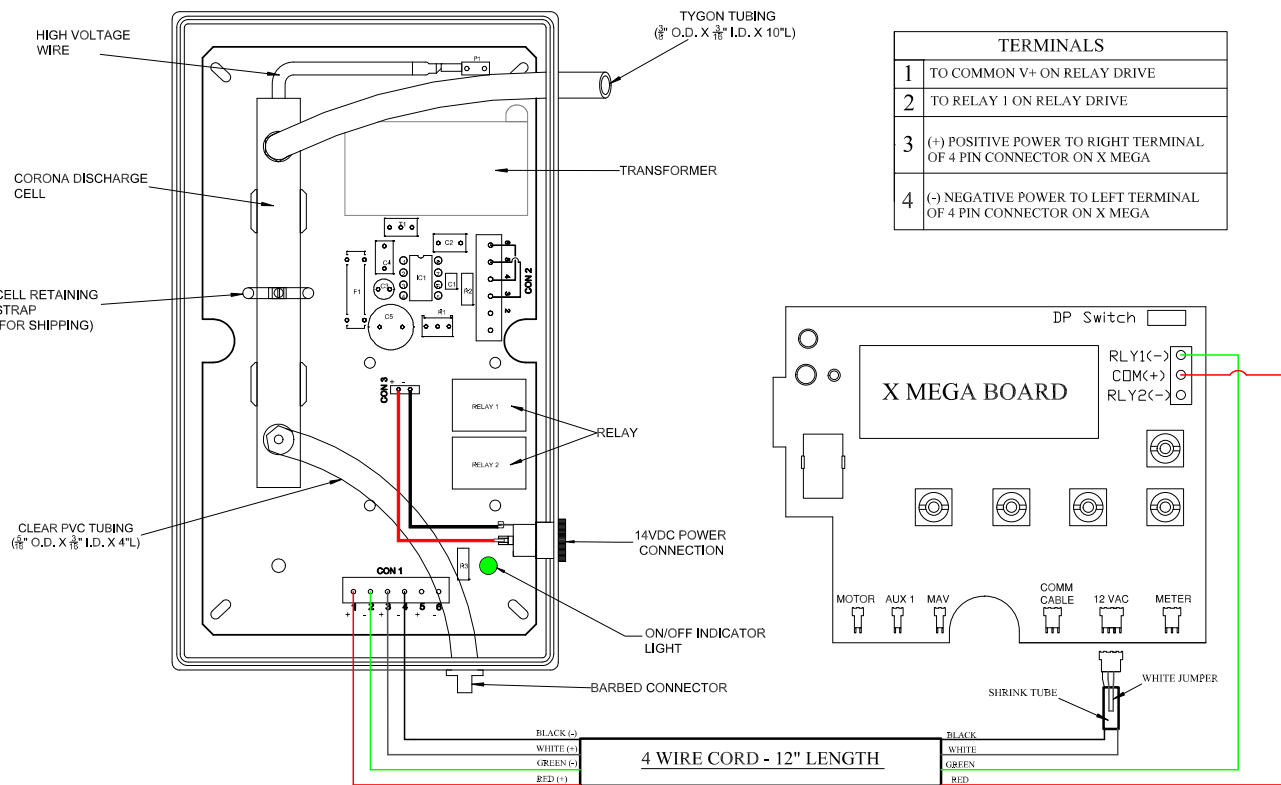 HIGH VOLTAGE
WIRE
TYGON TUBING
(⅜" O.D. X 3/16" I.D. X 10"L)
P1
CORONA DISCHARGE
CELL
TRANSFORMER
CELL RETAINING
STRAP
FOR SHIPPING)
T1
C2
C4
IC1
C1
R2
C3
F1
C5
R1
6
5
4
3
2
CON 2
CON 3
+ -
RELAY 1
RELAY 2
RELAY
CLEAR PVC TUBING
(5/16" O.D. X 3/16" I.D. X 4"L)
14VDC POWER
CONNECTION
R3
CON 1
1 2 3 4 5 6
+ - + - + -
ON/OFF INDICATOR
LIGHT
BARBED CONNECTOR
TERMINALS
1 TO COMMON V+ ON RELAY DRIVE
2 TO RELAY 1 ON RELAY DRIVE
3 (+) POSITIVE POWER TO RIGHT TERMINAL
OF 4 PIN CONNECTOR ON X MEGA
4 (-) NEGATIVE POWER TO LEFT TERMINAL
OF 4 PIN CONNECTOR ON X MEGA
DP Switch
RLY1(-)
COM(+)
RLY2(-)
X MEGA BOARD
MOTOR
AUX 1
MAV
COMM
CABLE
12 VAC
METER
SHRINK TUBE
WHITE JUMPER
BLACK (-)
WHITE (+)
GREEN (-)
RED (+)
4 WIRE CORD - 12" LENGTH
BLACK
WHITE
GREEN
RED